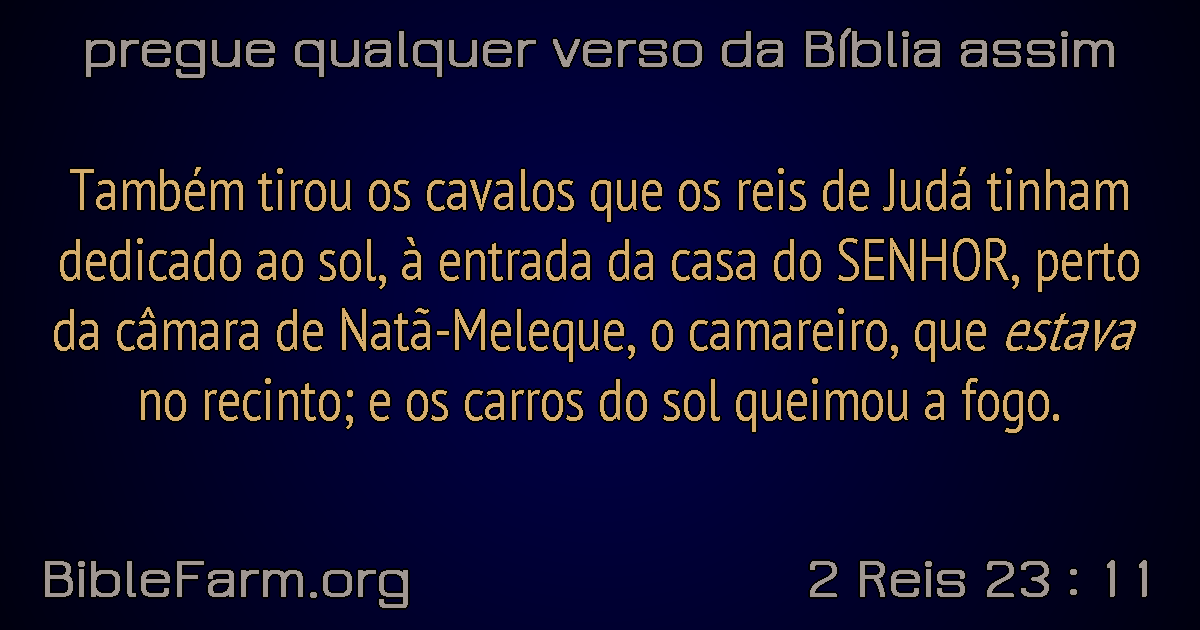 pregue qualquer verso da Bíblia assim
Também tirou os cavalos que os reis de Judá tinham
dedicado ao sol, à entrada da casa do SENHOR, perto
da câmara de Natã-Meleque, o camareiro, que estava
no recinto; e os carros do sol queimou a fogo.
BibleFarm.org
2 Reis 23 : 11